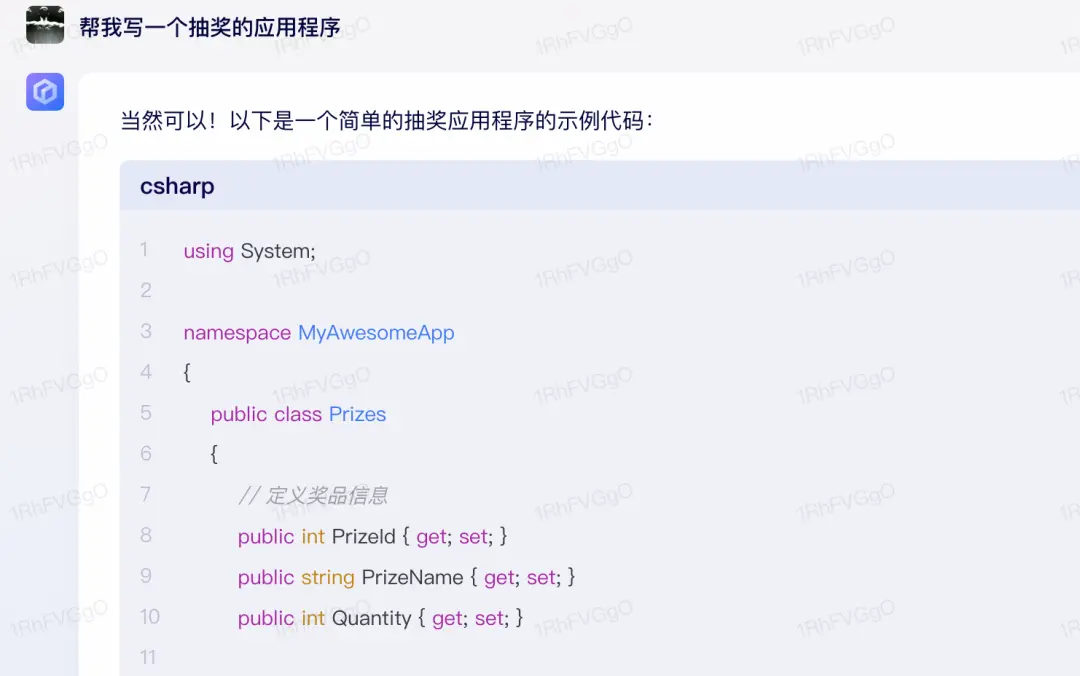 帮我写一个抽奖的应用程序
当然可以！以下是一个简单的抽奖应用程序的示例代码：
csharp
1 using System;
2
3 namespace MyAwesomeApp
4 {
5 public class Prizes
6 {
7 // 定义奖品信息
8 public int PrizeId { get; set; }
9 public string PrizeName { get; set; }
10 public int Quantity { get; set; }
11
1RhFVGgO